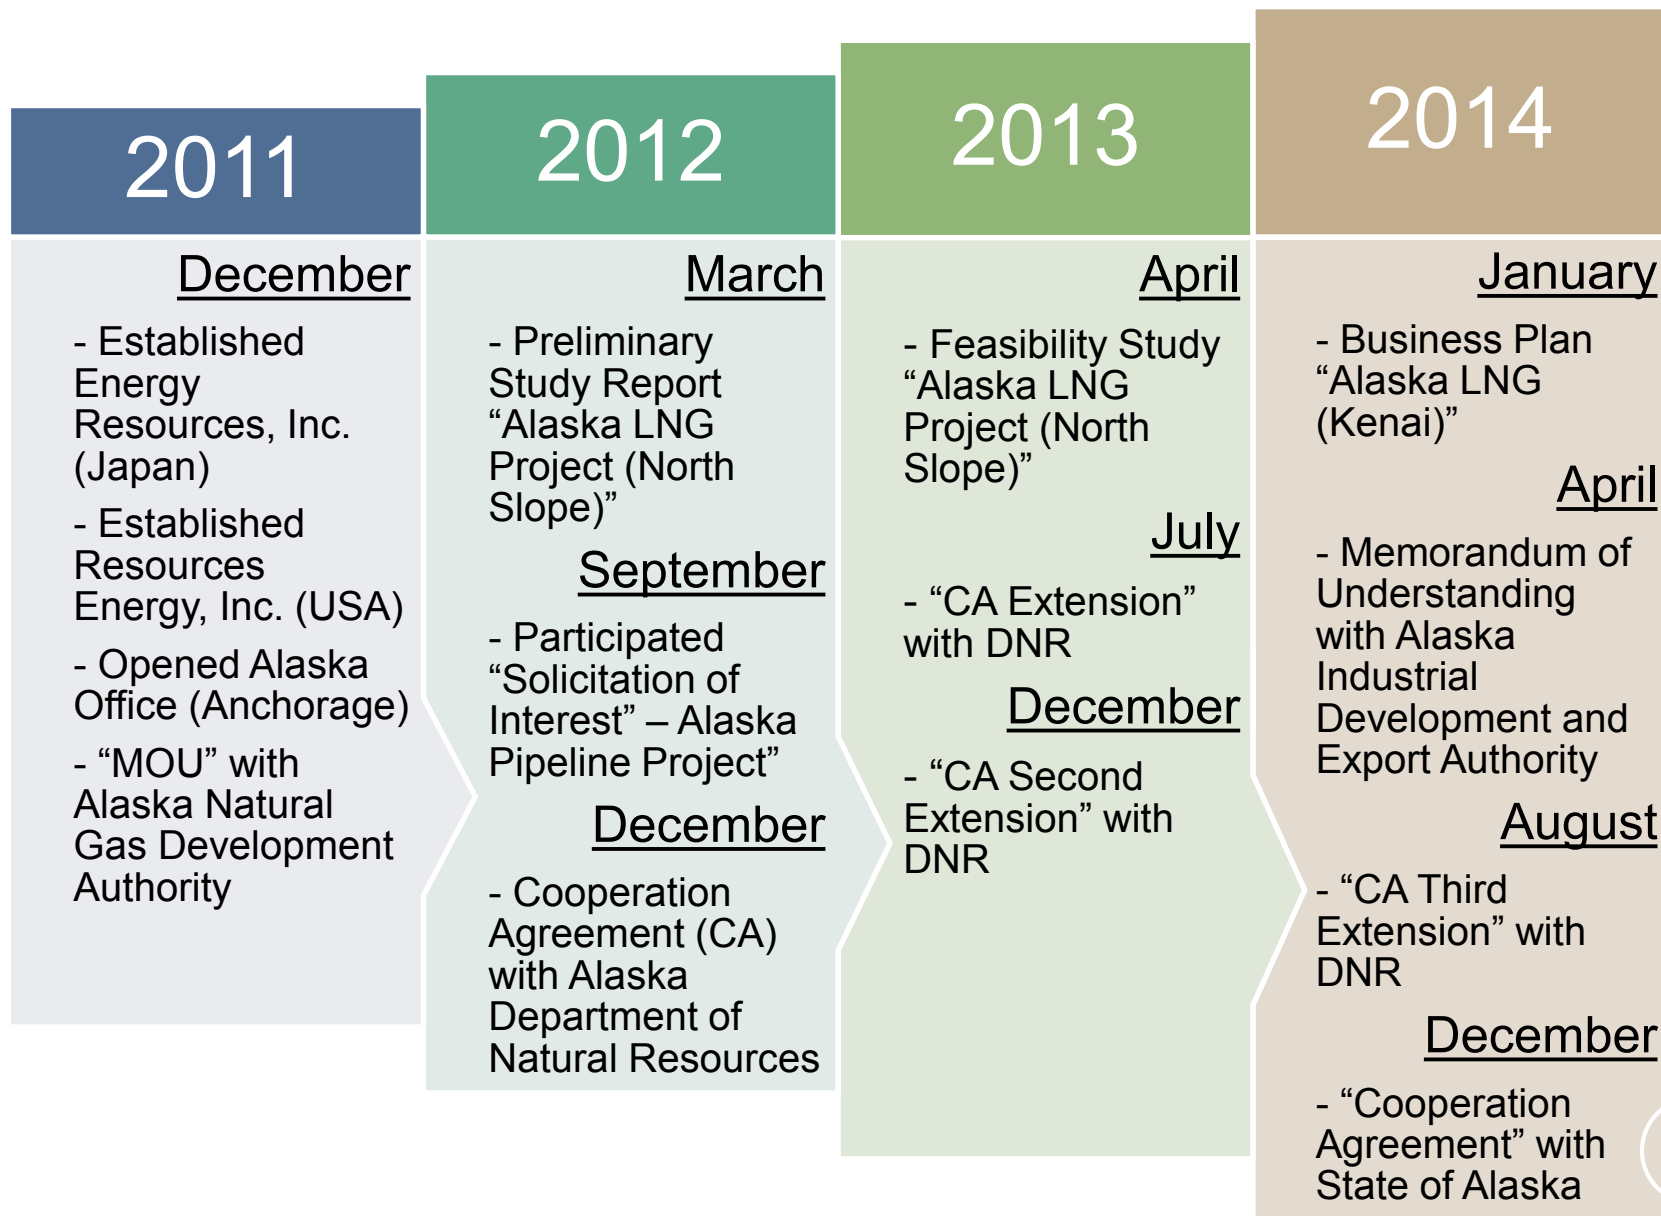 2011
December
- Established
Energy
Resources, Inc.
(Japan)
- Established
Resources
Energy, Inc. (USA)
- Opened Alaska
Office (Anchorage)
- “MOU” with
Alaska Natural
Gas Development
Authority
2012
March
- Preliminary
Study Report
“Alaska LNG
Project (North
Slope)”
September
- Participated
“Solicitation of
Interest” – Alaska
Pipeline Project”
December
- Cooperation
Agreement (CA)
with Alaska
Department of
Natural Resources
2013
April
- Feasibility Study
“Alaska LNG
Project (North
Slope)”
July
- “CA Extension”
with DNR
December
- “CA Second
Extension” with
DNR
2014
January
- Business Plan
“Alaska LNG
(Kenai)”
April
- Memorandum of
Understanding
with Alaska
Industrial
Development and
Export Authority
August
- “CA Third
Extension” with
DNR
December
- “Cooperation
Agreement” with
State of Alaska